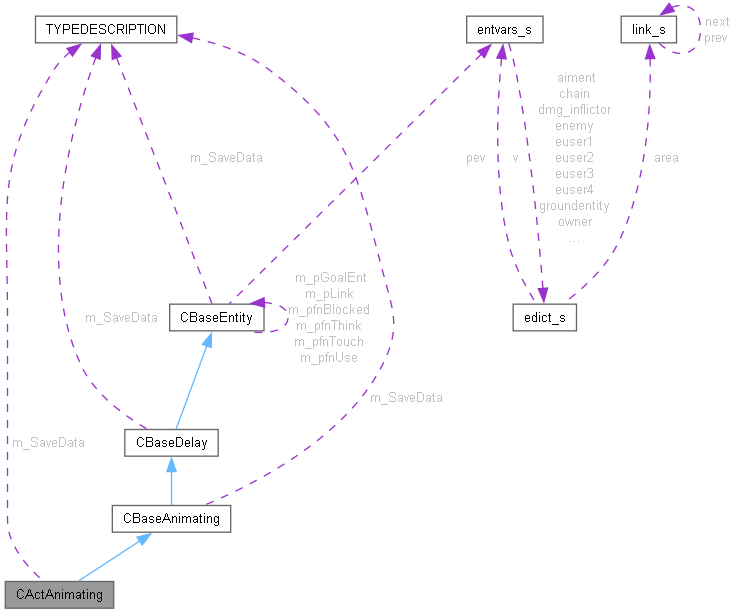 TYPEDESCRIPTION
entvars_s
link_s
next
prev
aiment
chain
dmg_inflictor
enemy
euser1
euser2
euser3
euser4
groundentity
owner
...
m_SaveData
pev
v
area
m_pGoalEnt
m_pLink
m_pfnBlocked
m_pfnThink
m_pfnTouch
m_pfnUse
CBaseEntity
edict_s
m_SaveData
m_SaveData
m_SaveData
CBaseDelay
CBaseAnimating
CActAnimating